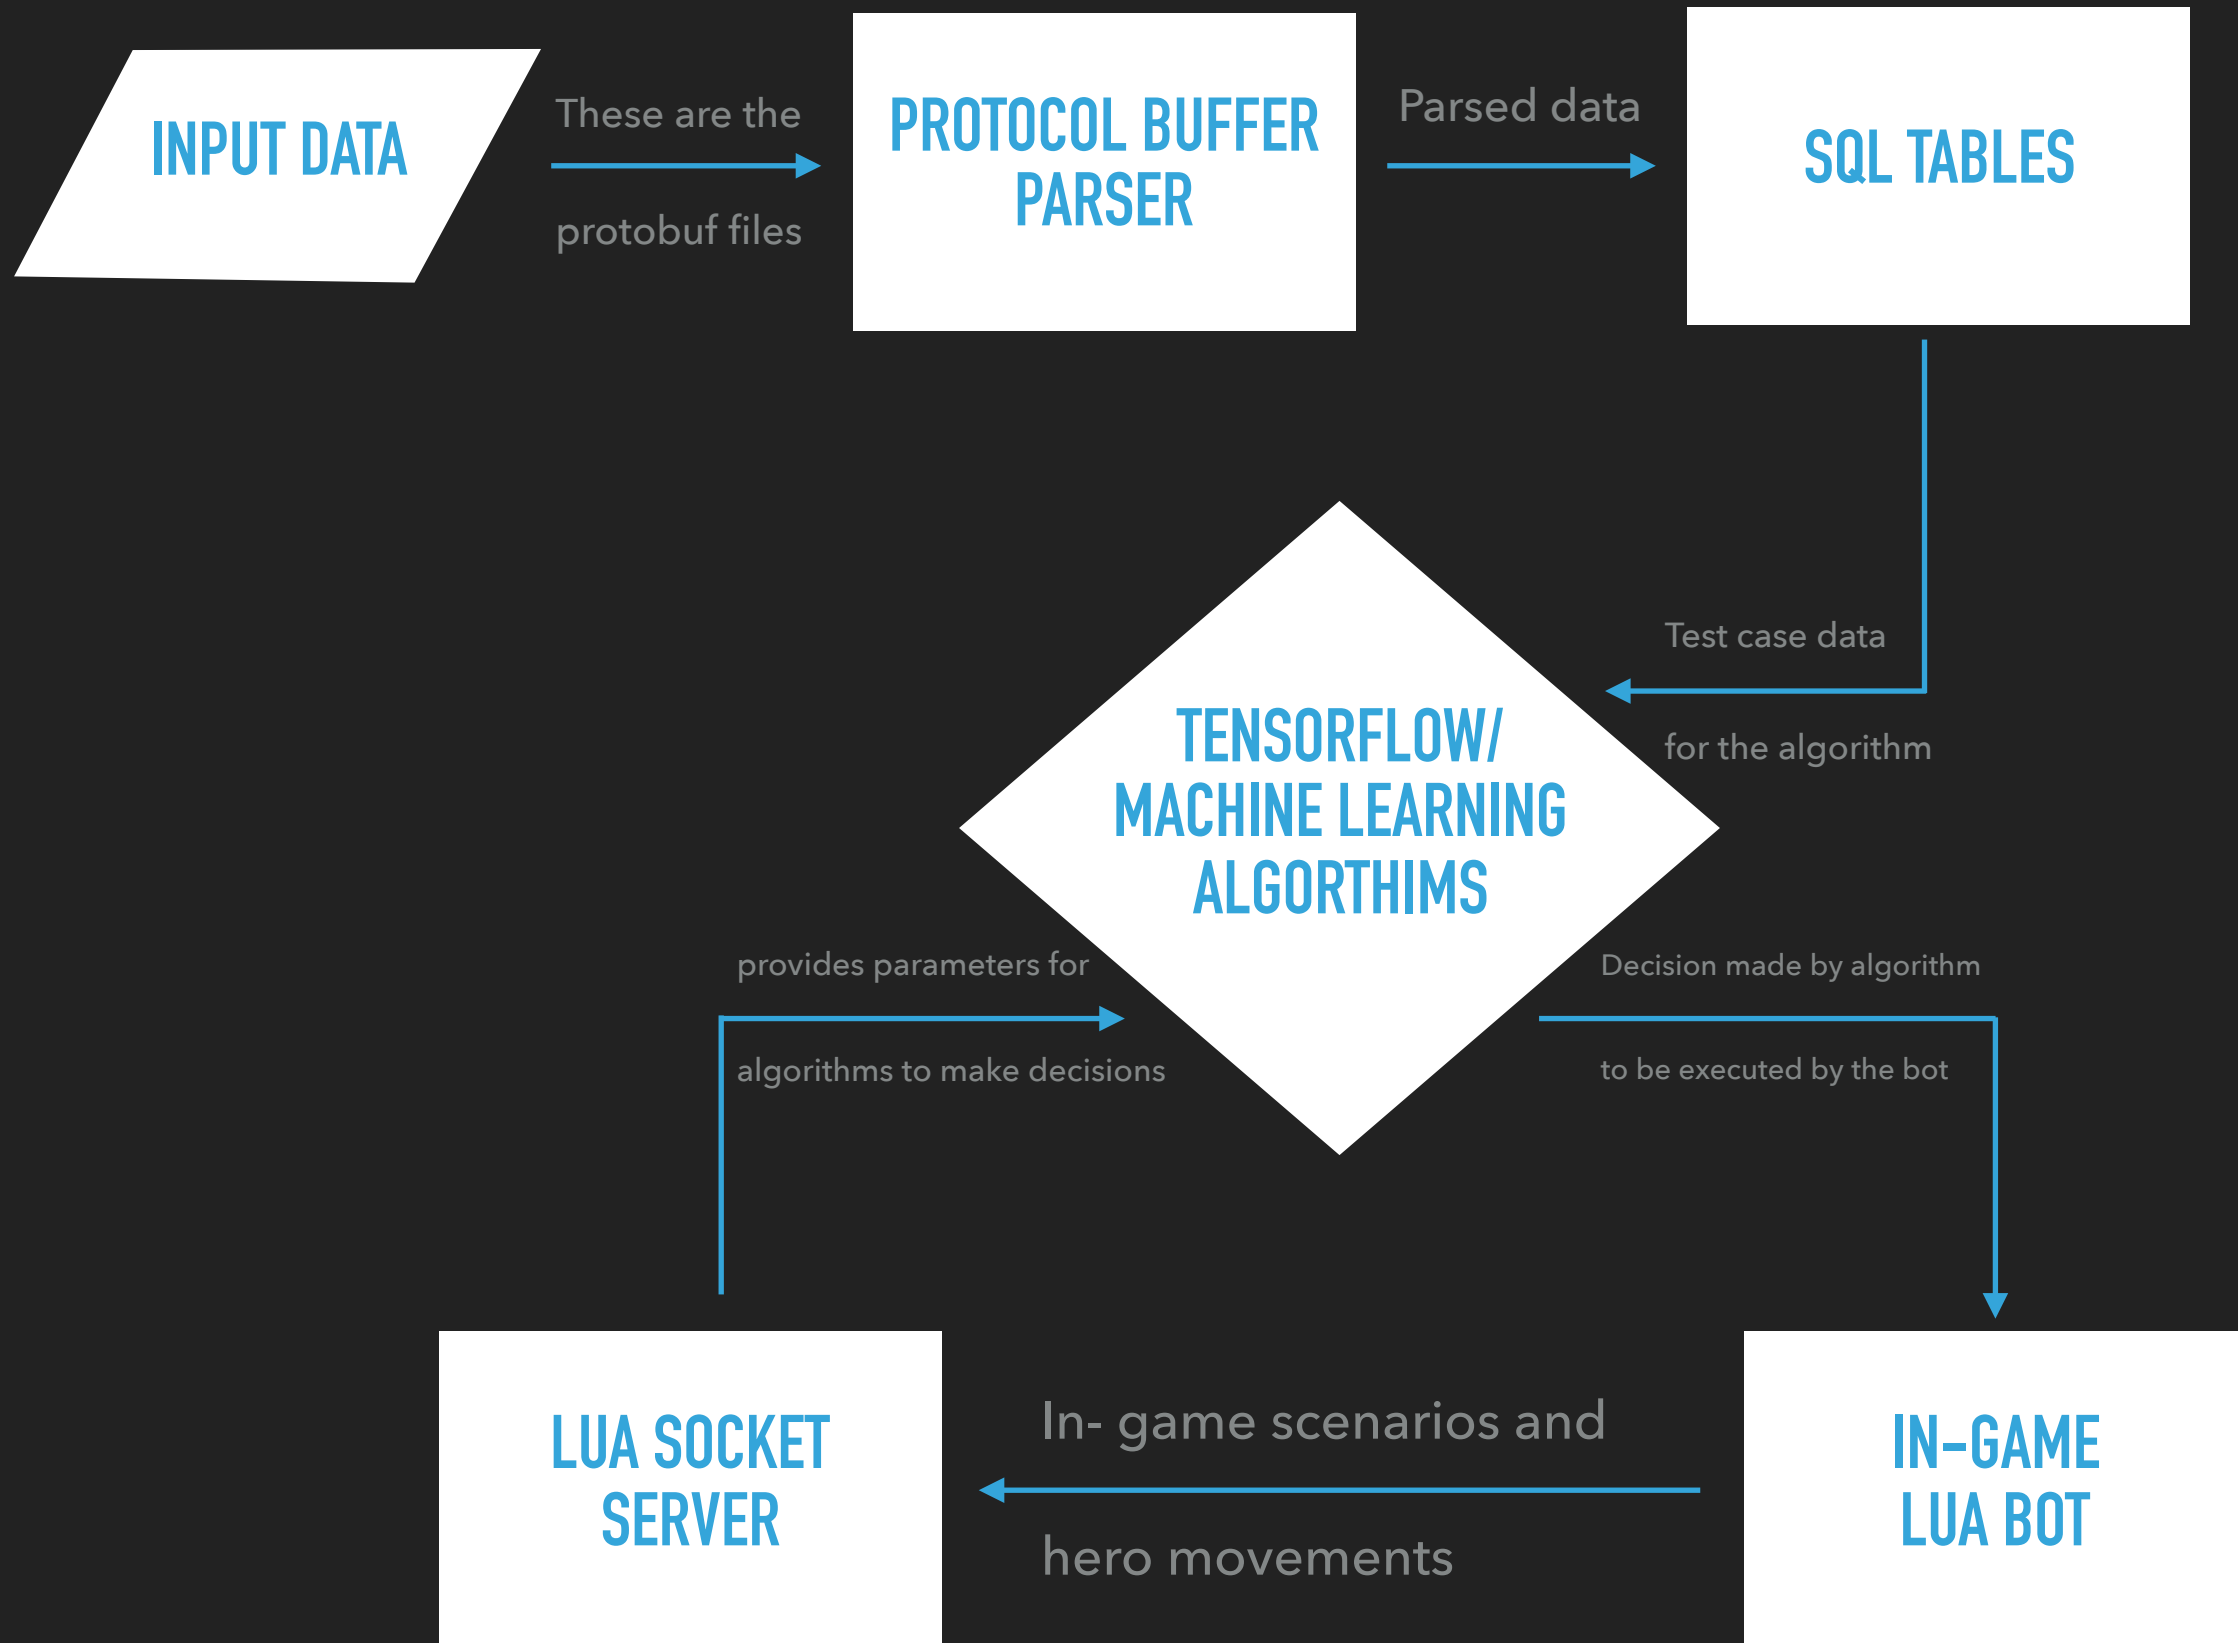 INPUT DATA
These are the
protobuf files
PROTOCOL BUFFER
PARSER
Parsed data
SQL TABLES
Test case data
for the algorithm
TENSORFLOW/
MACHINE LEARNING
ALGORTHIMS
provides parameters for
algorithms to make decisions
Decision made by algorithm
to be executed by the bot
LUA SOCKET
SERVER
In- game scenarios and
hero movements
IN-GAME
LUA BOT